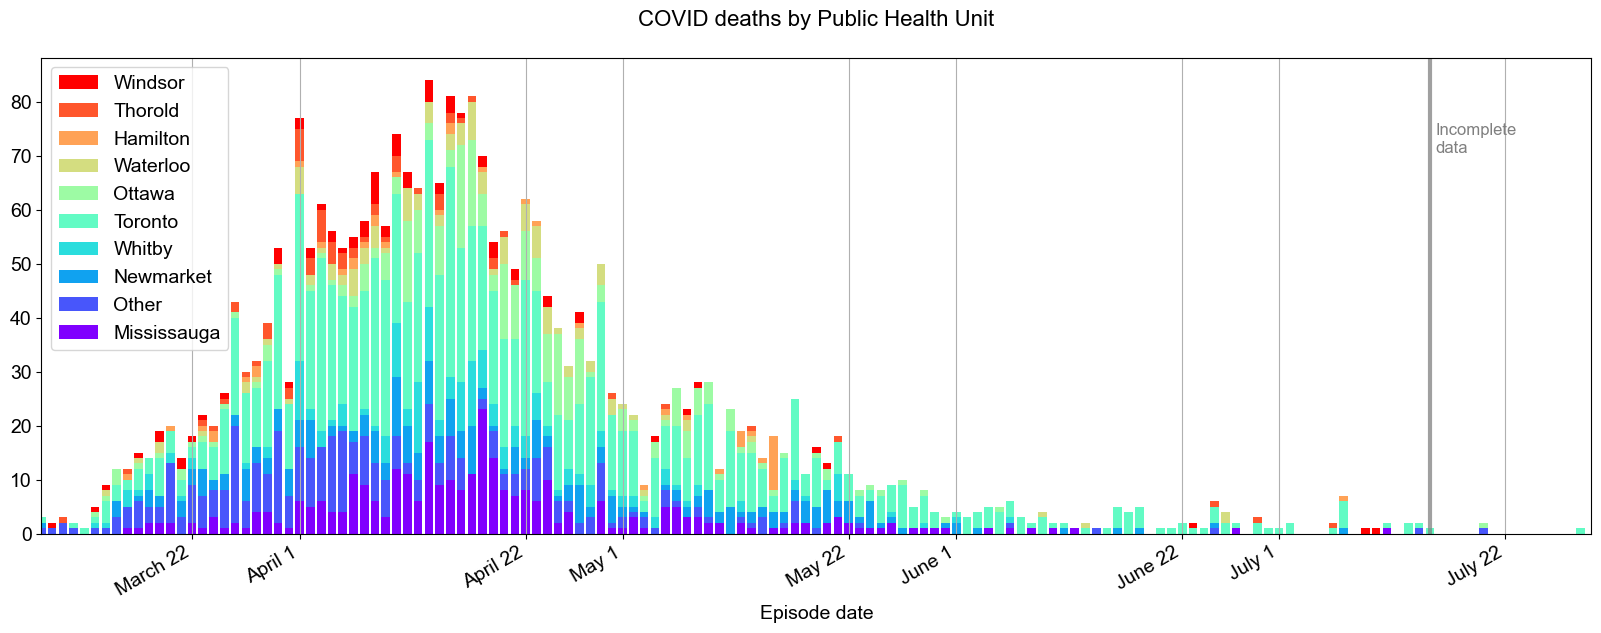 COVID deaths by Public Health Unit
Windsor
Thorold
Hamilton
Waterloo
Ottawa
Toronto
Whitby
Newmarket
Other
Mississauga
Incomplete
data
80
70
60
50
40
30
20
10
0
March 22
April 1
April 22
May 1
May 22
June 1
June 22
July 1
July 22
Episode date